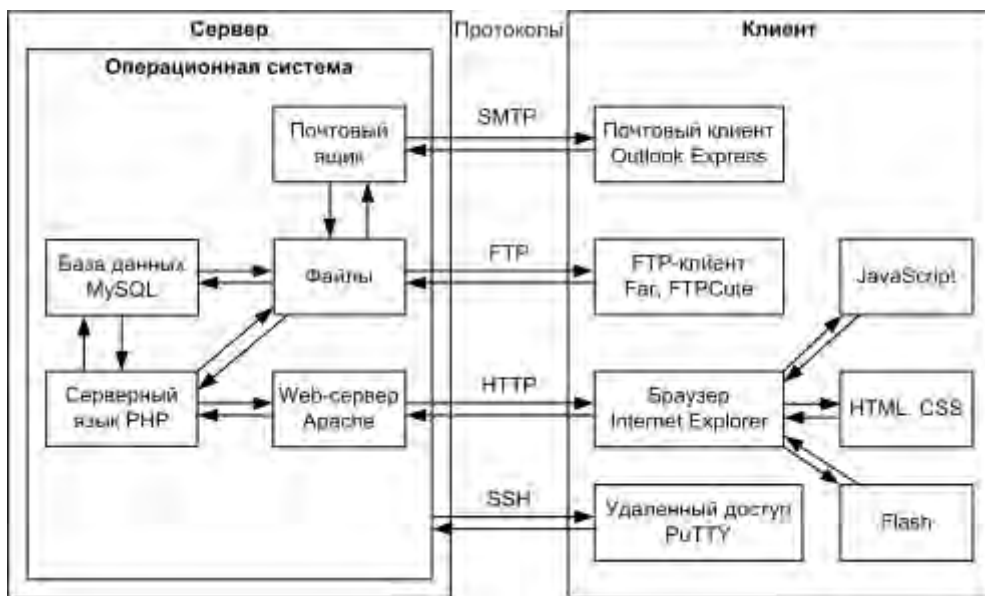 Сервер
Протоколы
Клиент
Операционная система
Почтовый
ящик
SMTP
Почтовый клиент
Outlook Express
База данных
MySQL
Файлы
FTP
FTP-клиент
Far, FTPCute
JavaScript
Серверный
язык PHP
Web-сервер
Apache
HTTP
Браузер
Internet Explorer
HTML CSS
SSH
Удаленный доступ
PuTTY
Flash